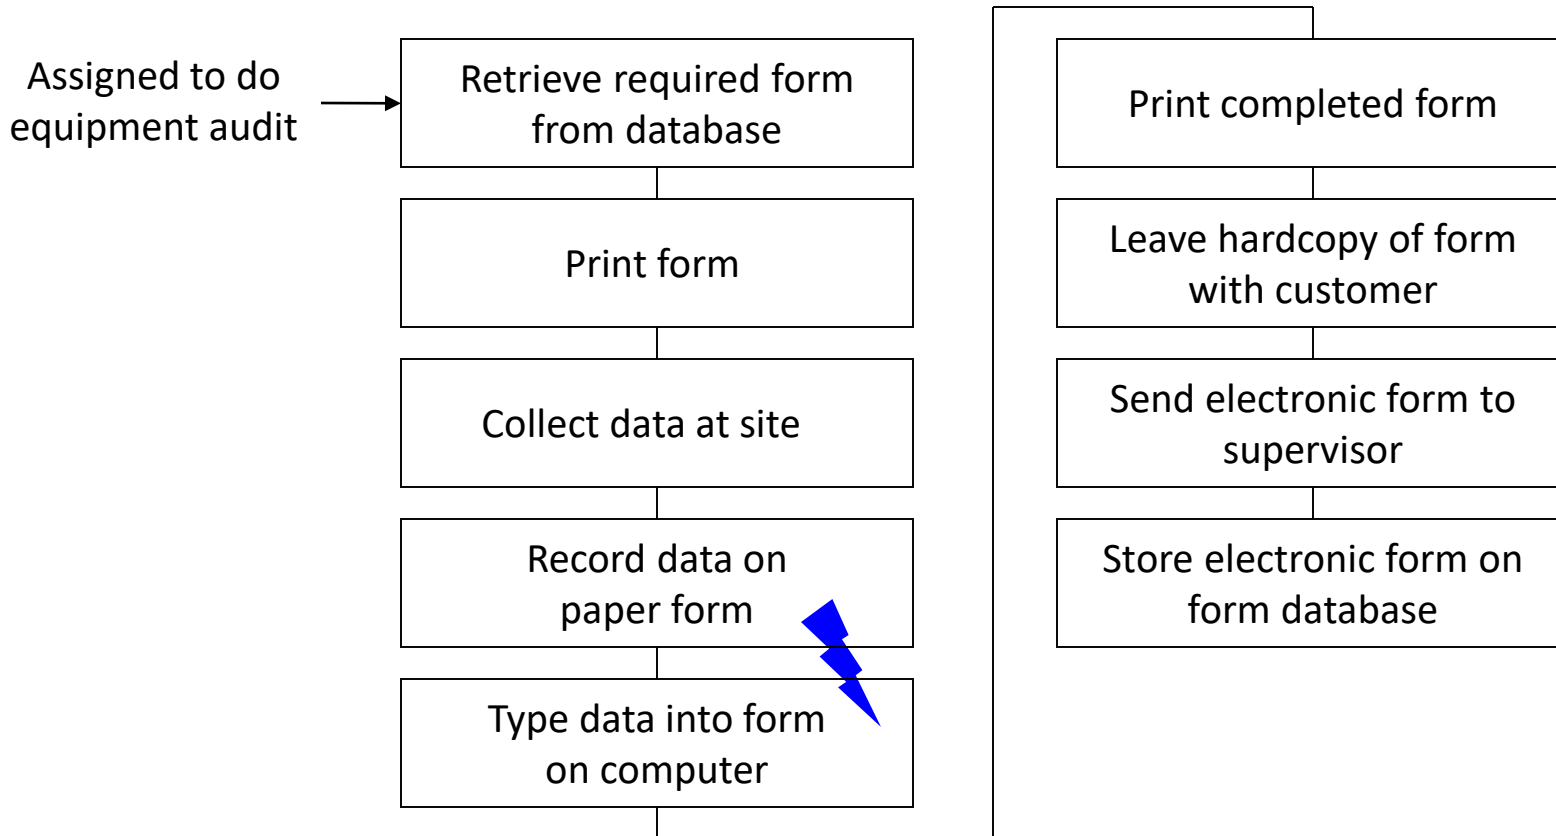 Assigned to do
equipment audit
Retrieve required form
from database
Print form
Collect data at site
Record data on
paper form
Type data into form
on computer
Print completed form
Leave hardcopy of form
with customer
Send electronic form to
supervisor
Store electronic form on
form database